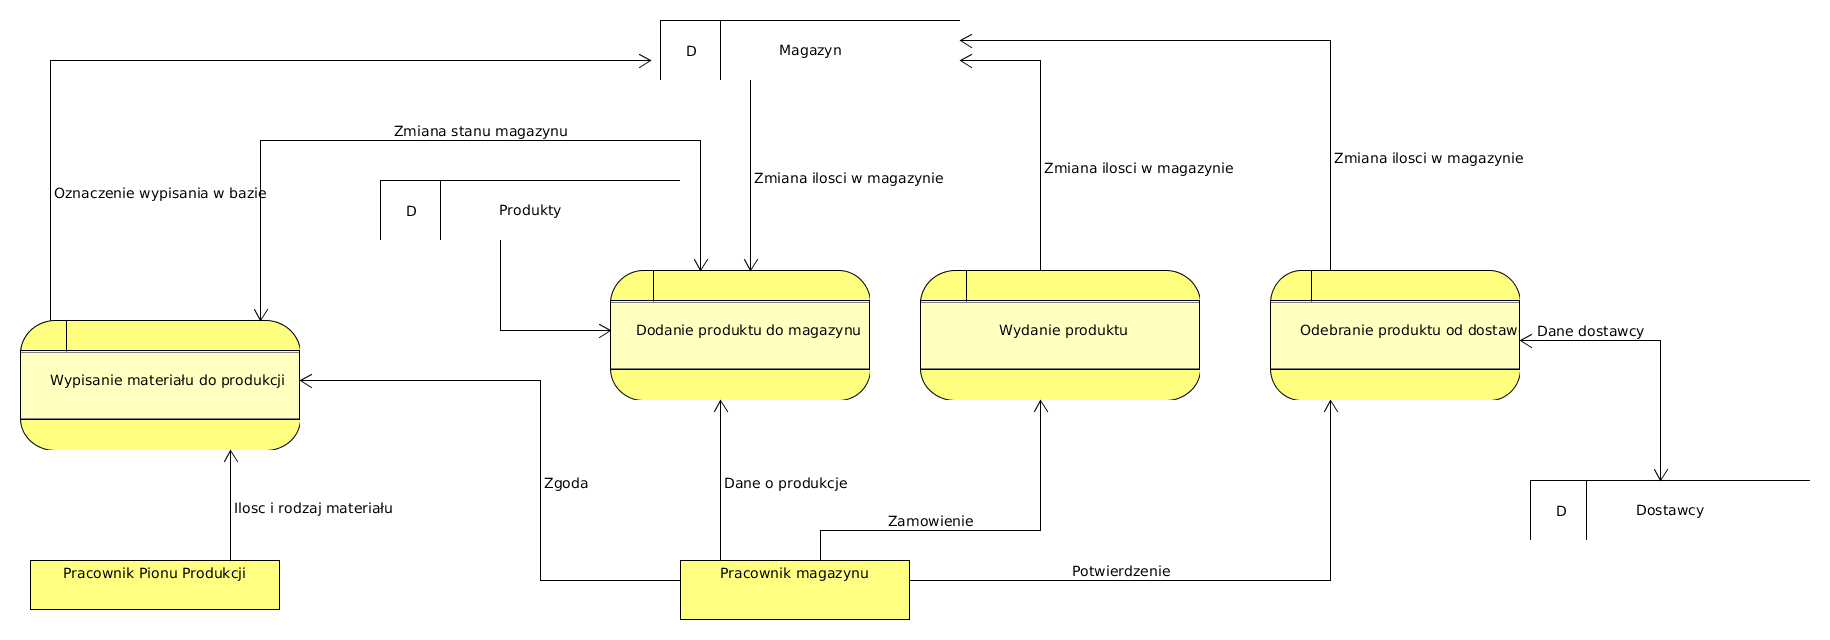 D
Magazyn
Zmiana stanu magazynu
Zmiana ilosci w magazynie
Zmiana ilosci w magazynie
Zmiana ilosci w magazynie
Oznaczenie wypisania w bazie
D
Produkty
Dodanie produktu do magazynu
Wydanie produktu
Odebranie produktu od dostaw
Dane dostawcy
Wypisanie materiału do produkcji
Zgoda
Dane o produkcje
Ilosc i rodzaj materiału
Zamowienie
D
Dostawcy
Pracownik Pionu Produkcji
Pracownik magazynu
Potwierdzenie